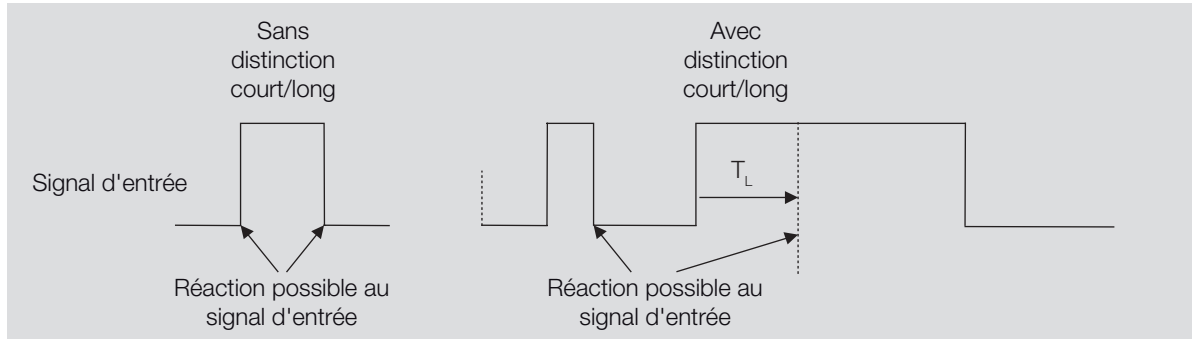 Sans
distinction
court/long
Avec
distinction
court/long
Signal d'entrée
T_L
Réaction possible au
signal d'entrée
Réaction possible au
signal d'entrée